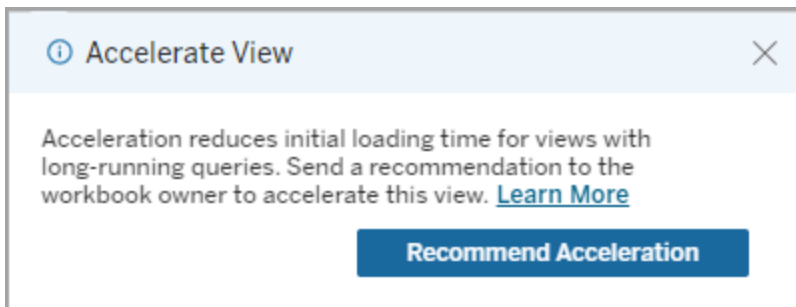 Accelerate View
Acceleration reduces initial loading time for views with
long-running queries. Send a recommendation to the
workbook owner to accelerate this view. Learn More
Recommend Acceleration